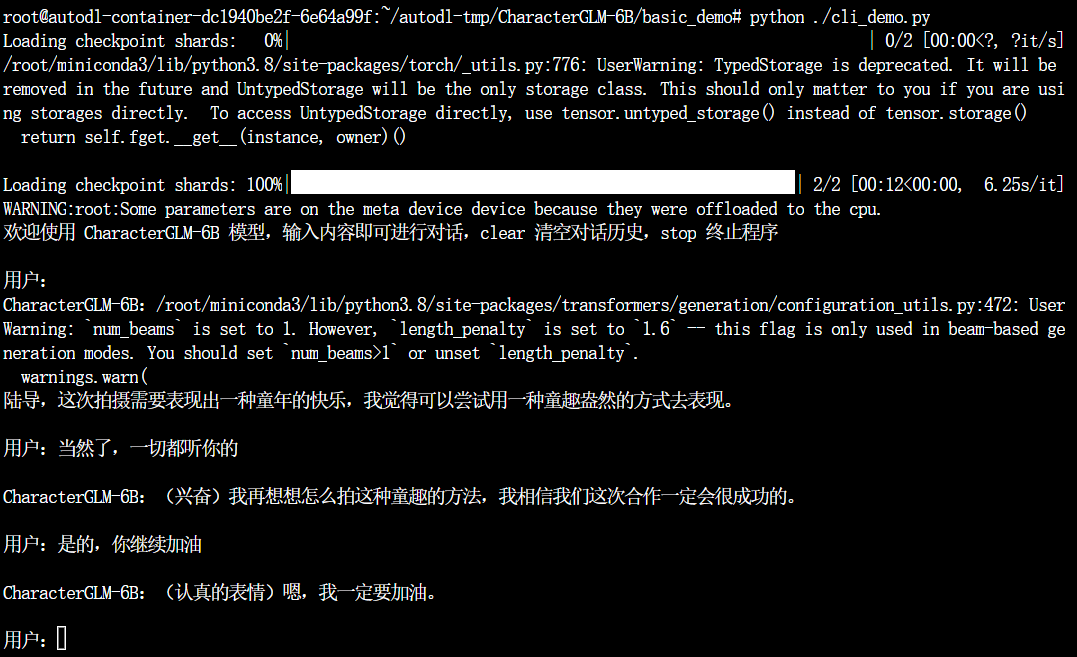 root@autodl-container-dc1940be2f-6e64a99f:~/autodl-tmp/CharacterGLM-6B/basic_demo# python ./cli_demo.py
Loading checkpoint shards:   0%|          | 0/2 [00:00<?, ?it/s]
/root/miniconda3/lib/python3.8/site-packages/torch/_utils.py:776: UserWarning: TypedStorage is deprecated. It will be
removed in the future and UntypedStorage will be the only storage class. This should only matter to you if you are usi
ng storages directly.  To access UntypedStorage directly, use tensor.untyped_storage() instead of tensor.storage()
  return self.fget.__get__(instance, owner)()
Loading checkpoint shards: 100%|          | 2/2 [00:12<00:00,  6.25s/it]
WARNING:root:Some parameters are on the meta device device because they were offloaded to the cpu.
欢迎使用 CharacterGLM-6B 模型，输入内容即可进行对话，clear 清空对话历史，stop 终止程序
用户：
CharacterGLM-6B：/root/miniconda3/lib/python3.8/site-packages/transformers/generation/configuration_utils.py:472: User
Warning: `num_beams` is set to 1. However, `length_penalty` is set to `1.6` -- this flag is only used in beam-based ge
neration modes. You should set `num_beams>1` or unset `length_penalty`.
  warnings.warn(
陆导，这次拍摄需要表现出一种童年的快乐，我觉得可以尝试用一种童趣盎然的方式去表现。
用户：当然了，一切都听你的
CharacterGLM-6B：（兴奋）我再想想怎么拍这种童趣的方法，我相信我们这次合作一定会很成功的。
用户：是的，你继续加油
CharacterGLM-6B：（认真的表情）嗯，我一定要加油。
用户：